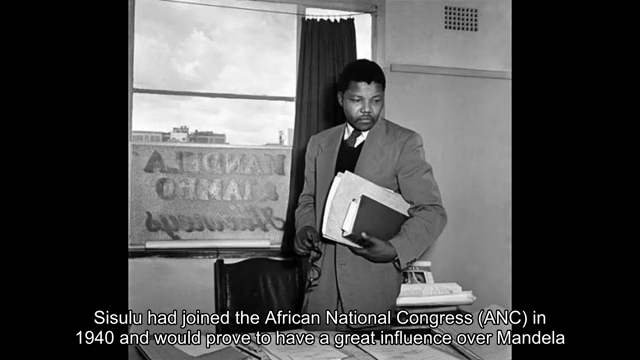 MANDELA
& TAMBO
Attorneys
Sisulu had joined the African National Congress (ANC) in
1940 and would prove to have a great influence over Mandela